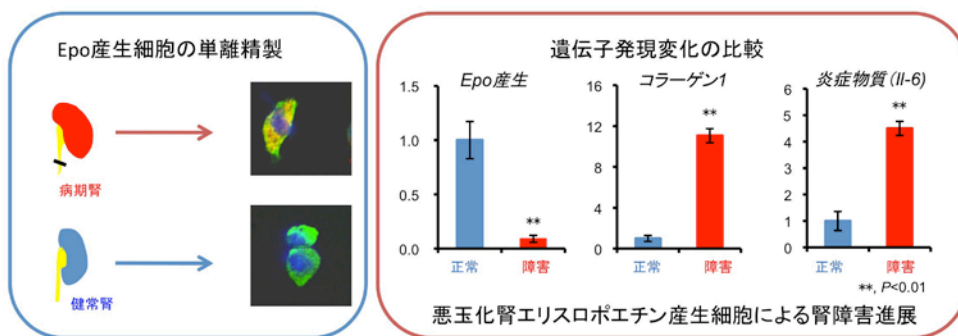 Epo産生細胞の単離精製
病期腎
健常腎
遺伝子発現変化の比較
Epo産生
1.5
1.0
0.5
0.0
**
正常
障害
コラーゲン1
16
12
8
4
0
**
正常
障害
炎症物質(Il-6)
6
5
4
3
2
1
0
**
正常
障害
**, P<0.01
悪玉化腎エリスロポエチン産生細胞による腎障害進展